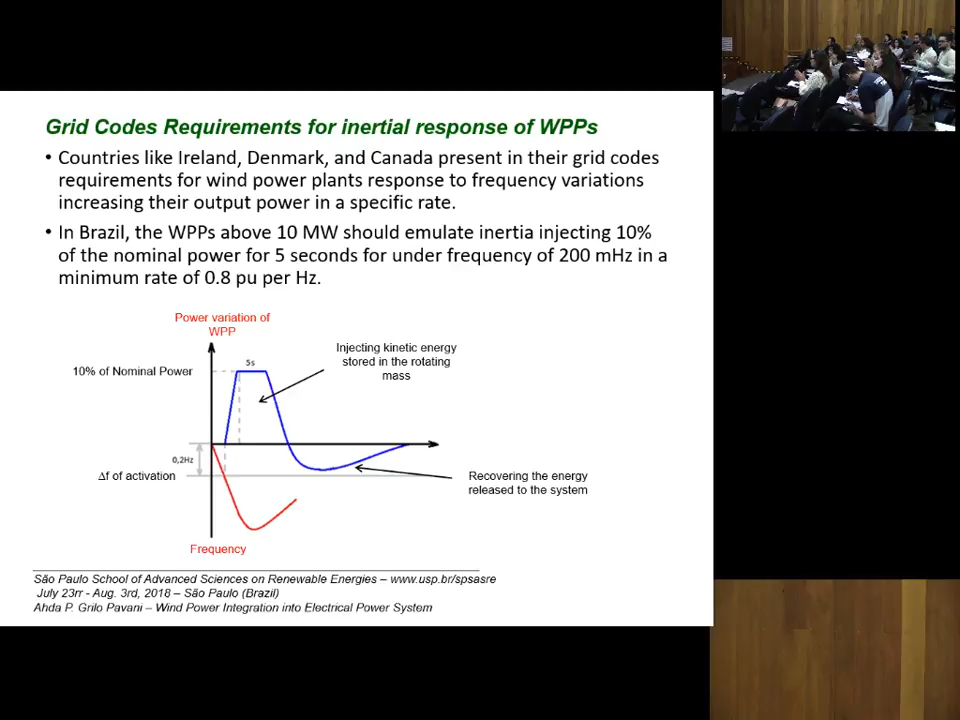 Grid Codes Requirements for inertial response of WPPs
• Countries like Ireland, Denmark, and Canada present in their grid codes
requirements for wind power plants response to frequency variations
increasing their output power in a specific rate.
• In Brazil, the WPPs above 10 MW should emulate inertia injecting 10%
of the nominal power for 5 seconds for under frequency of 200 mHz in a
minimum rate of 0.8 pu per Hz.
Power variation of
WPP
Injecting kinetic energy
stored in the rotating
mass
5s
10% of Nominal Power
0,2Hz
Δf of activation
Recovering the energy
released to the system
Frequency
São Paulo School of Advanced Sciences on Renewable Energies – www.usp.br/spsasre
July 23rr - Aug. 3rd, 2018 – São Paulo (Brazil)
Ahda P. Grilo Pavani – Wind Power Integration into Electrical Power System